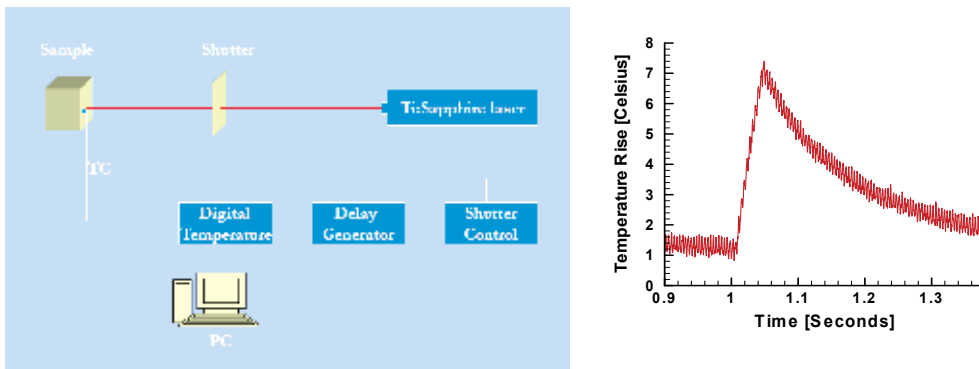 Sample
Shutter
Ti:Sapphire laser
TC
Digital
Temperature
Delay
Generator
Shutter
Control
PC
Temperature Rise [Celsius]
8
7
6
5
4
3
2
1
0
0.9
1
1.1
1.2
1.3
Time [Seconds]